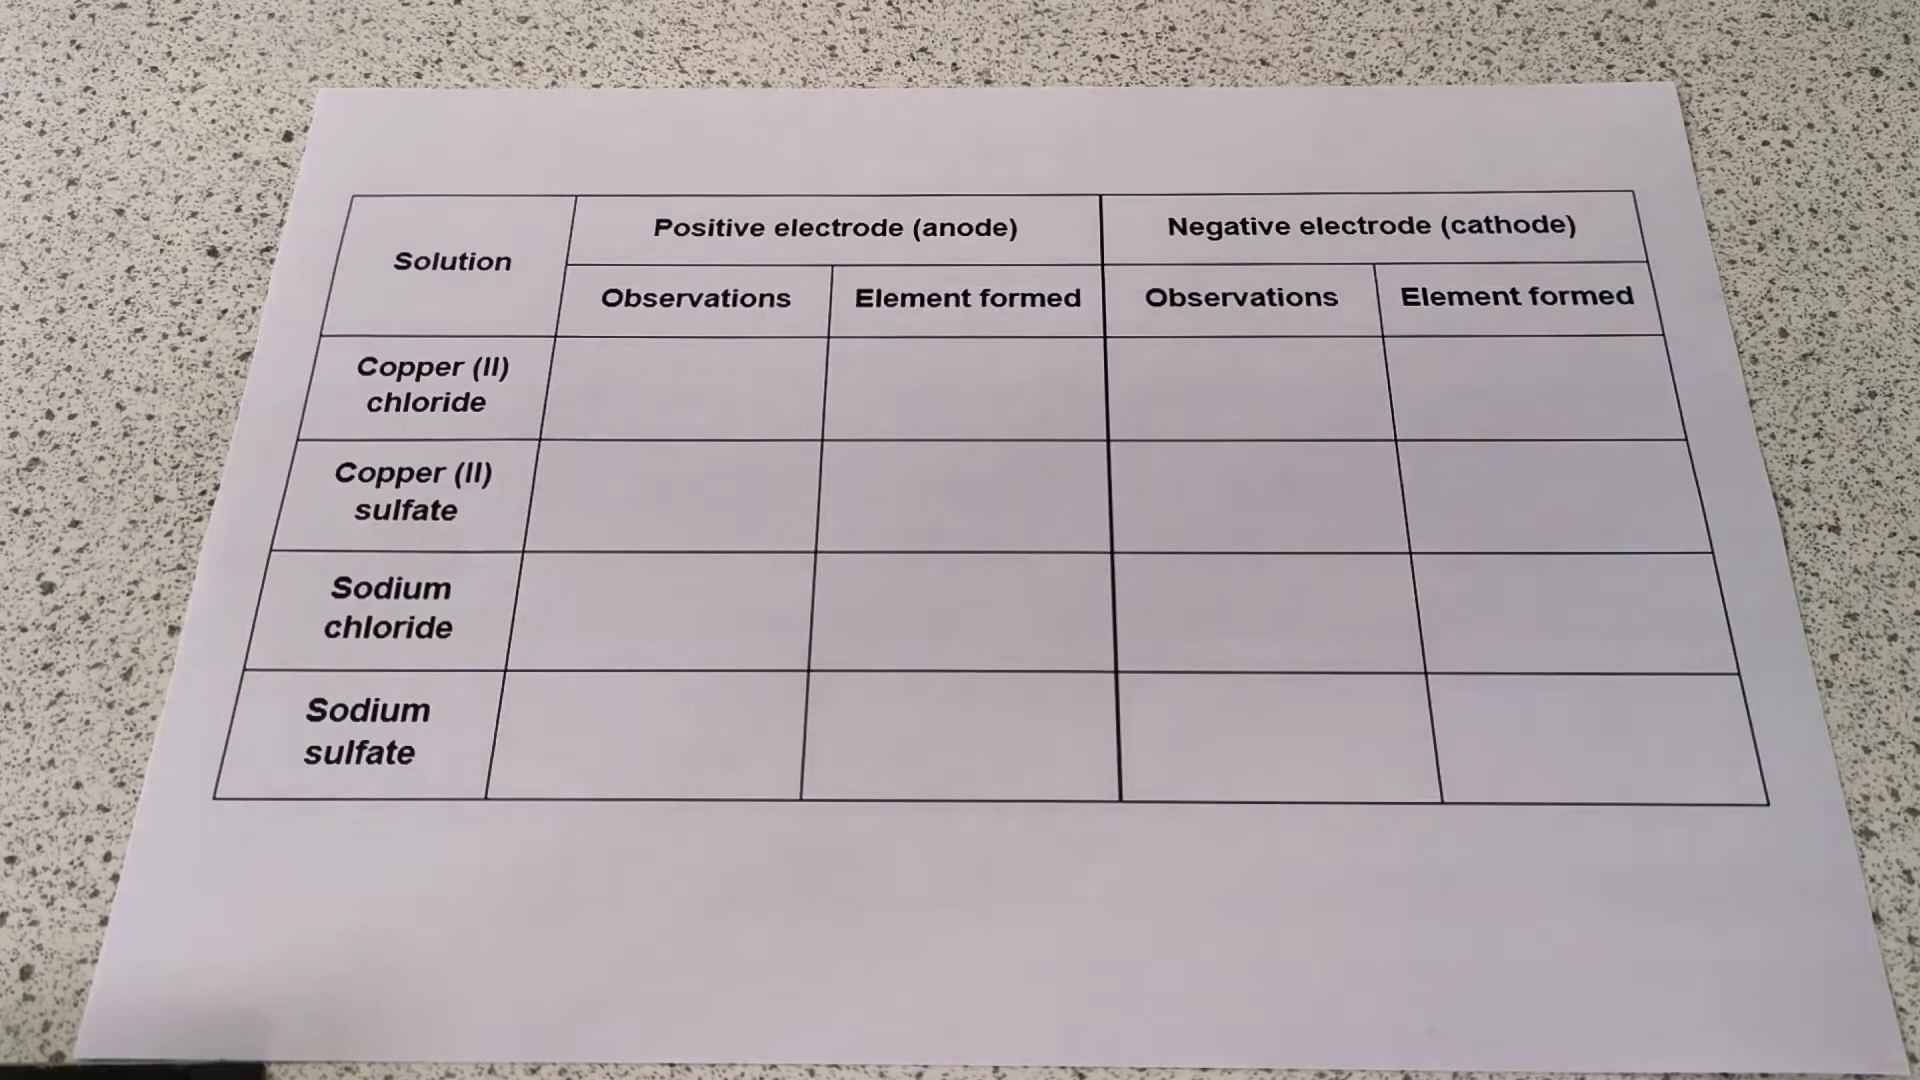 Solution
Positive electrode (anode)
Negative electrode (cathode)
Observations
Element formed
Observations
Element formed
Copper (II)
chloride
Copper (II)
sulfate
Sodium
chloride
Sodium
sulfate